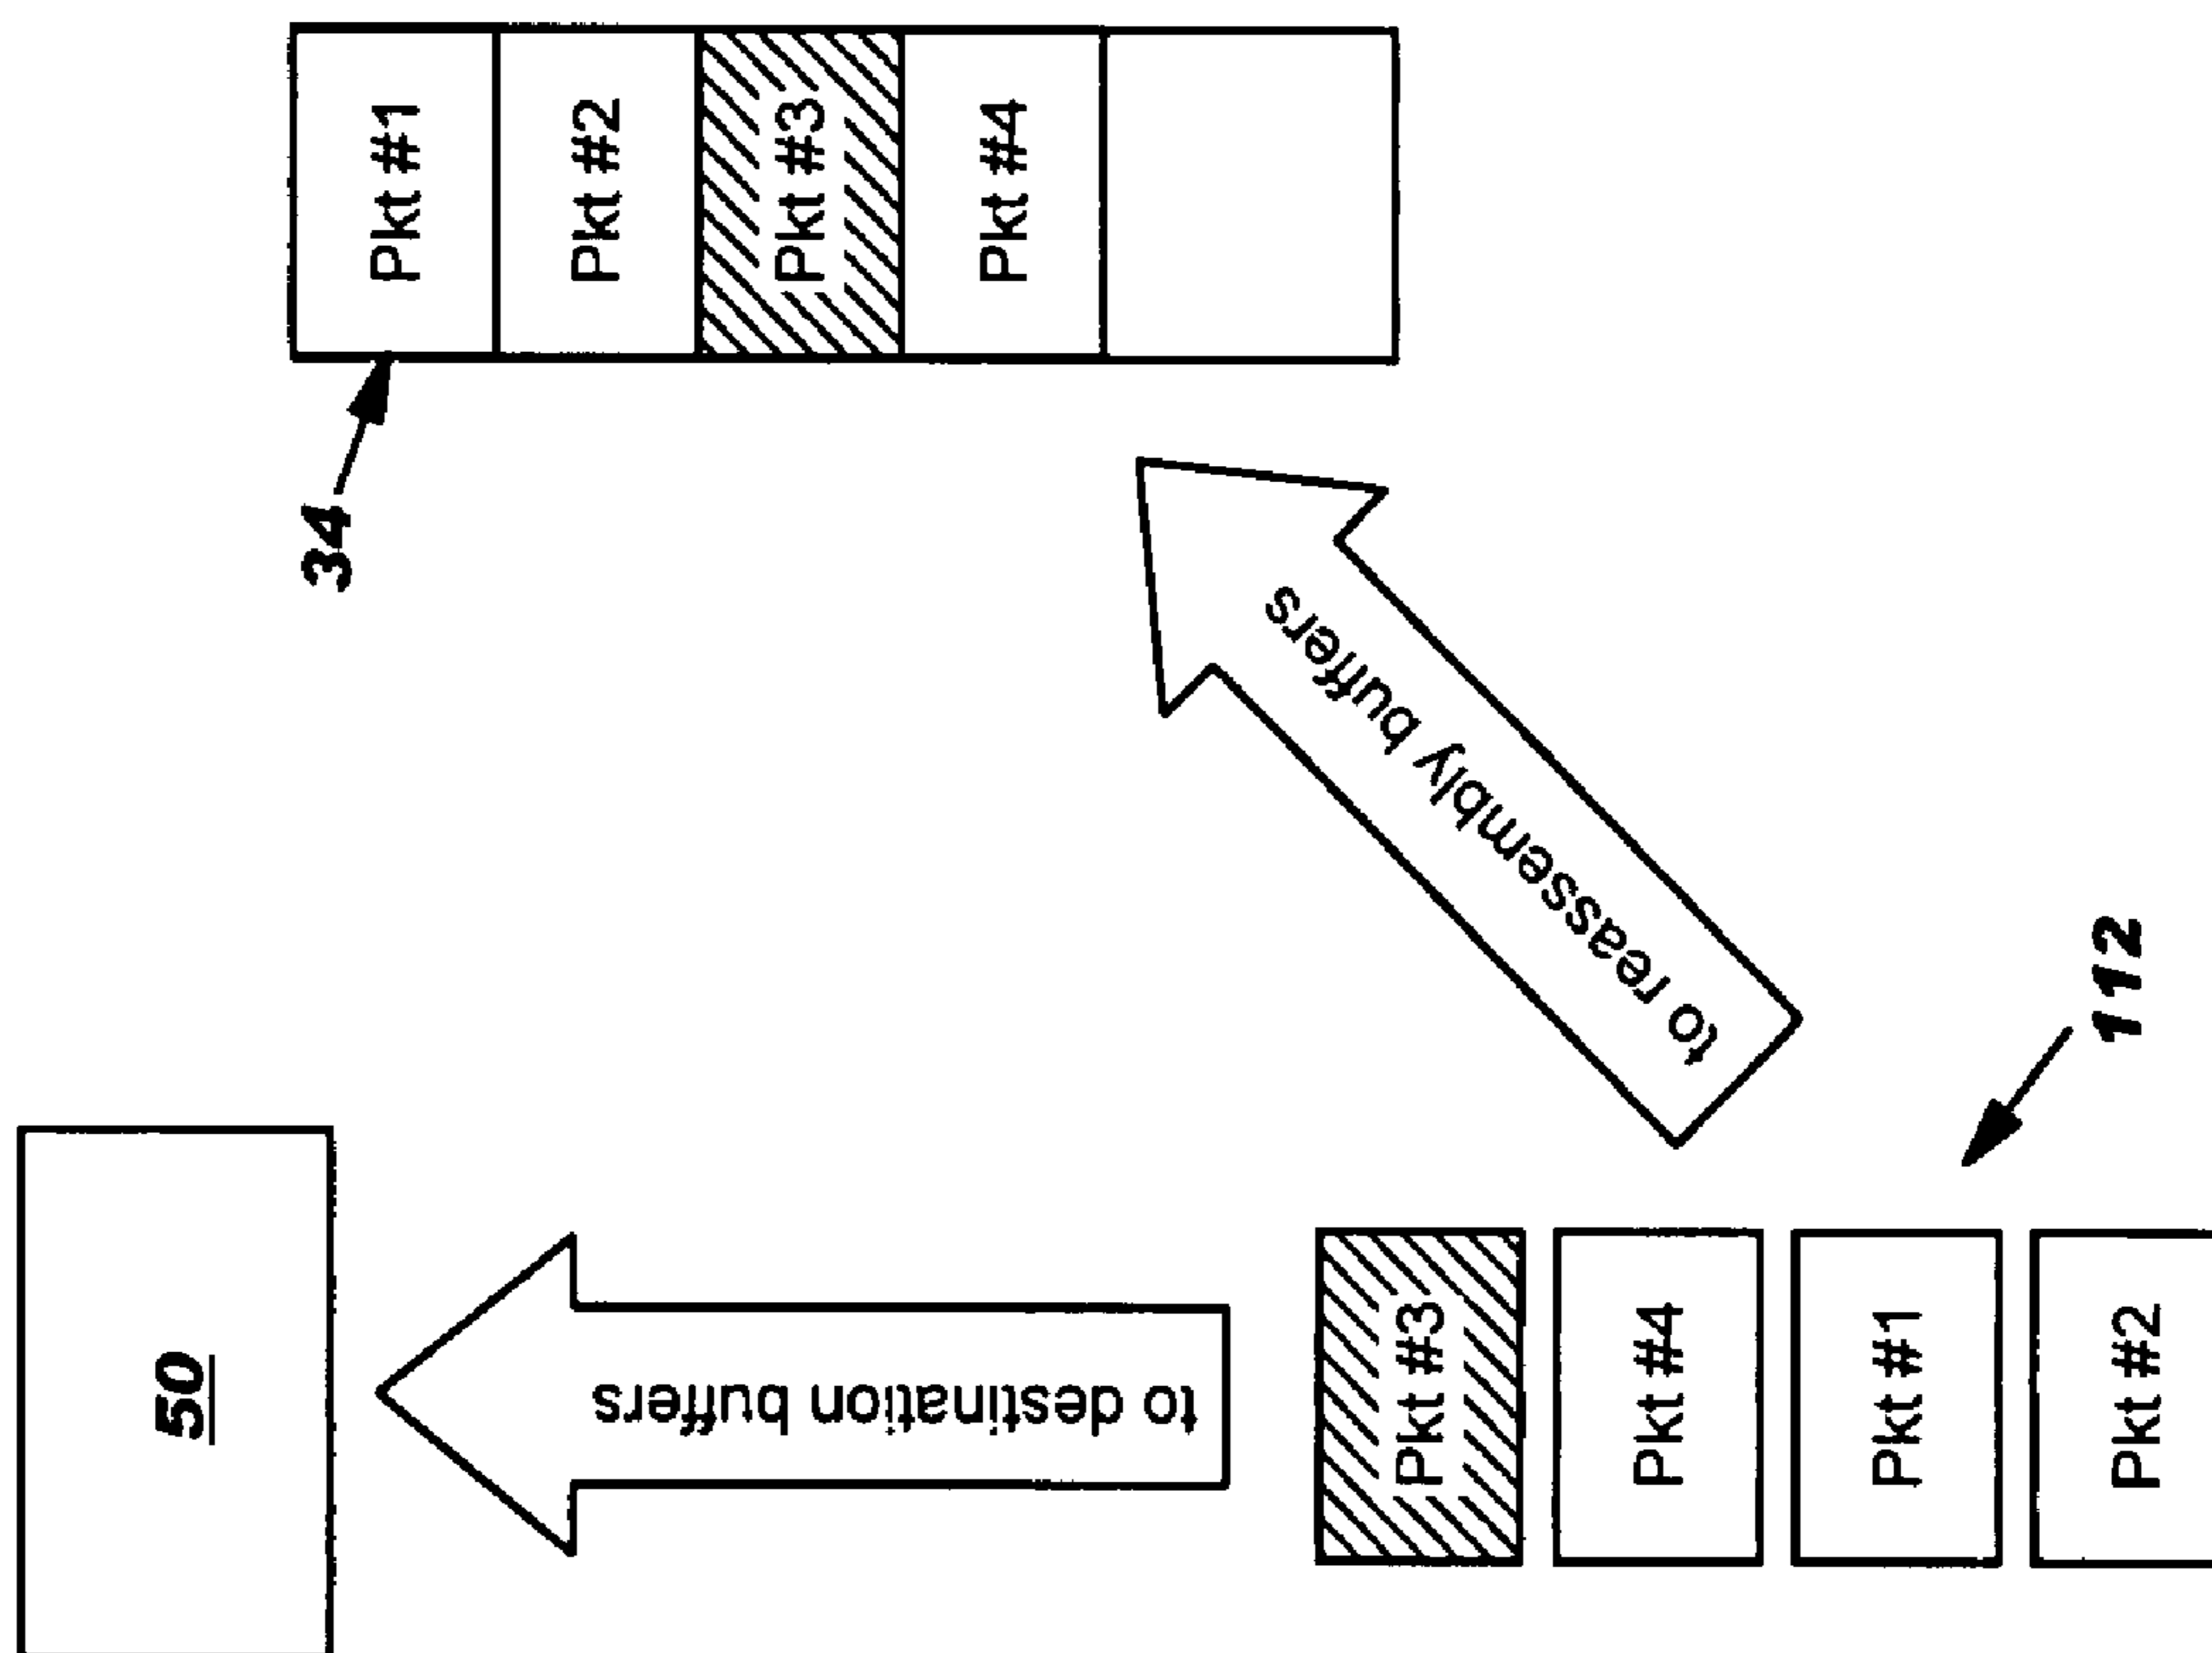 Pkt #1
Pkt #2
Pkt #3
Pkt #4
34
to reassembly buffers
112
50
to destination buffers
Pkt #3
Pkt #4
Pkt #1
Pkt #2